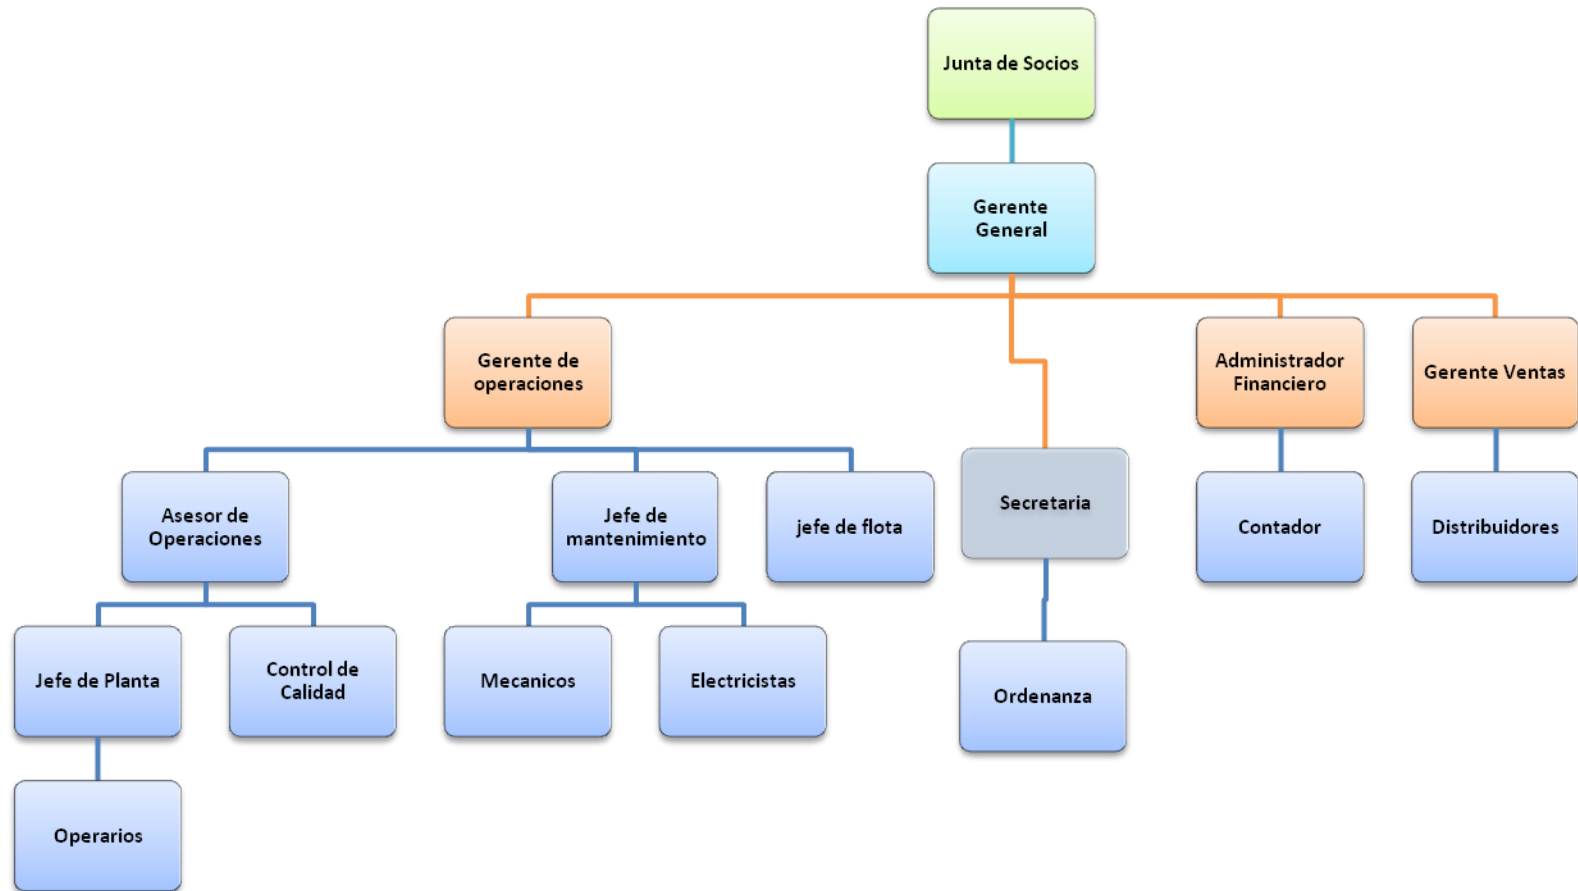 Junta de Socios
Gerente
General
Gerente de
operaciones
Administrador
Financiero
Gerente Ventas
Asesor de
Operaciones
Jefe de
mantenimiento
jefe de flota
Secretaria
Contador
Distribuidores
Jefe de Planta
Control de
Calidad
Mecanicos
Electricistas
Ordenanza
Operarios